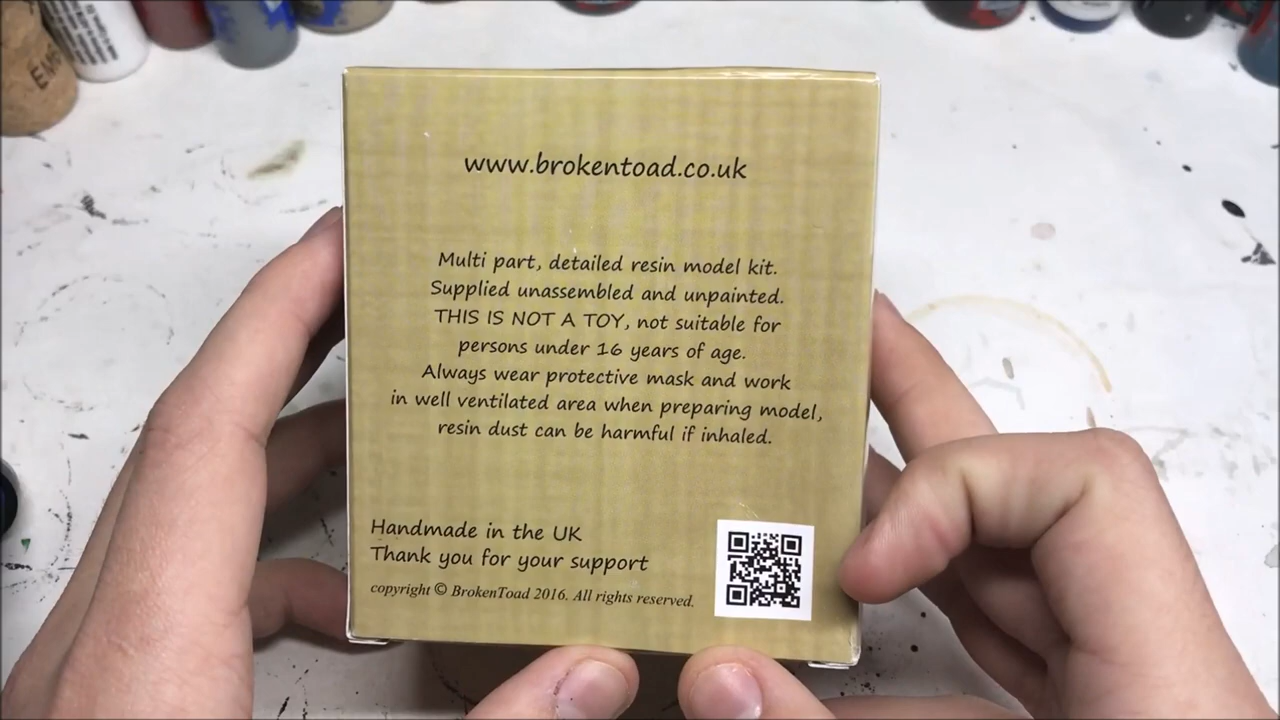 www.brokentoad.co.uk
Multi part, detailed resin model kit.
Supplied unassembled and unpainted.
THIS IS NOT A TOY, not suitable for
persons under 16 years of age.
Always wear protective mask and work
in well ventilated area when preparing model,
resin dust can be harmful if inhaled.
Handmade in the UK
Thank you for your support
copyright © BrokenToad 2016. All rights reserved.